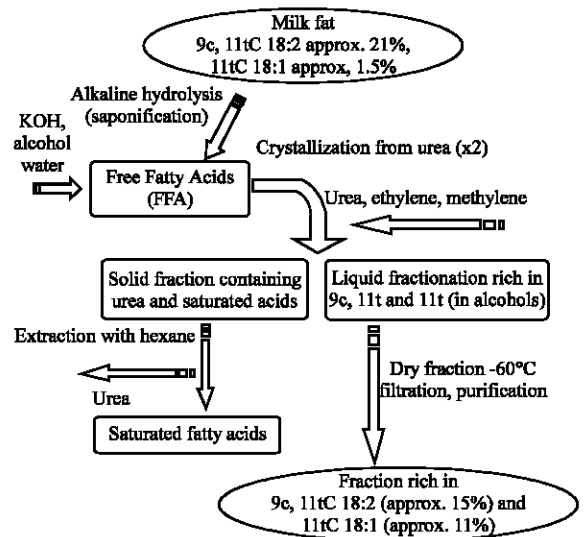 Milk fat
9c, 11tC 18:2 approx. 21%,
11tC 18:1 approx, 1.5%
Alkaline hydrolysis
(saponification)
KOH,
alcohol
water
Crystallization from urea (x2)
Free Fatty Acids
(FFA)
Urea, ethylene, methylene
Solid fraction containing
urea and saturated acids
Liquid fractionation rich in
9c, 11t and 11t (in alcohols)
Extraction with hexane
Urea
Dry fraction -60°C
filtration, purification
Saturated fatty acids
Fraction rich in
9c, 11tC 18:2 (approx. 15%) and
11tC 18:1 (approx. 11%)